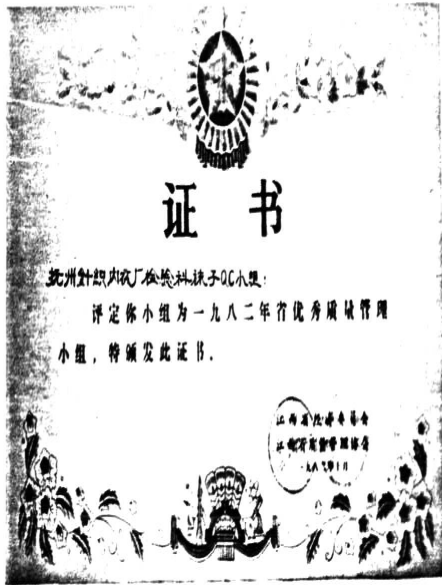 证书
抚州针织内衣厂检验科袜子QC小组:
评定你小组为一九八二年省优秀质量管理
小组，特颁发此证书。
江西省经济委员会
江西省质量管理协会